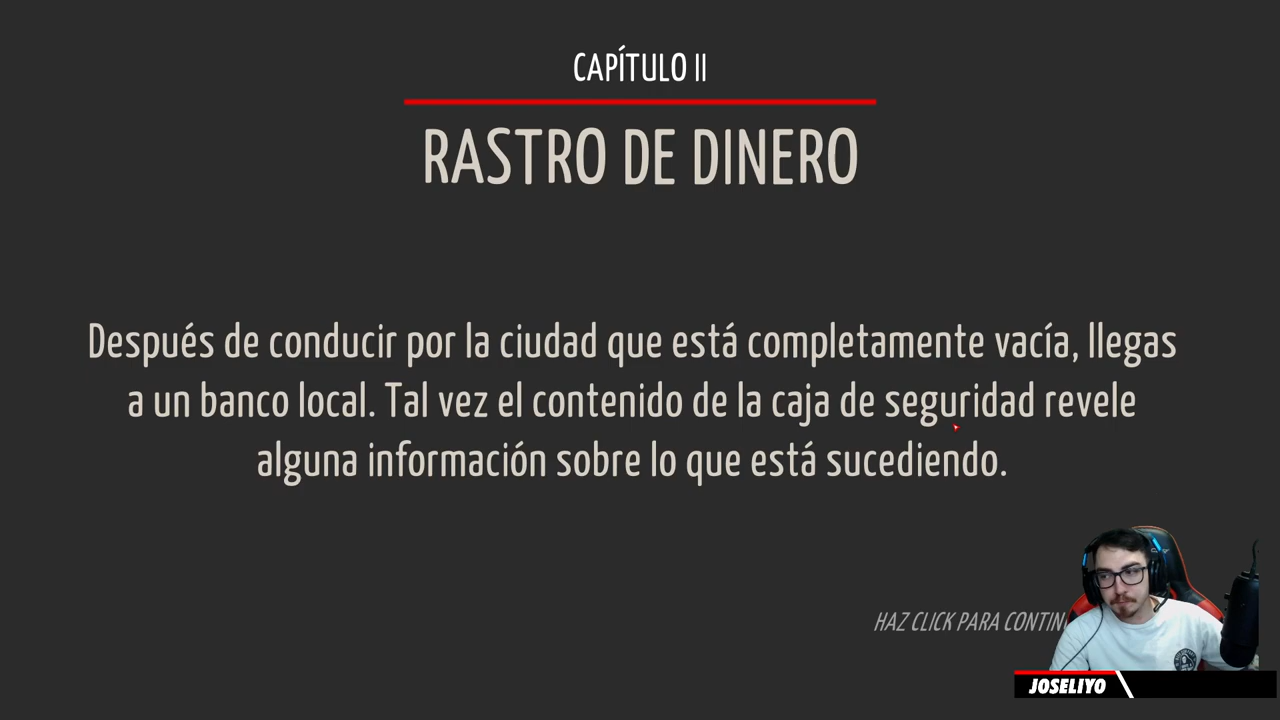 CAPÍTULO II
RASTRO DE DINERO
Después de conducir por la ciudad que está completamente vacía, llegas
a un banco local. Tal vez el contenido de la caja de seguridad revele
alguna información sobre lo que está sucediendo.
HAZ CLICK PARA
JOSELIYO